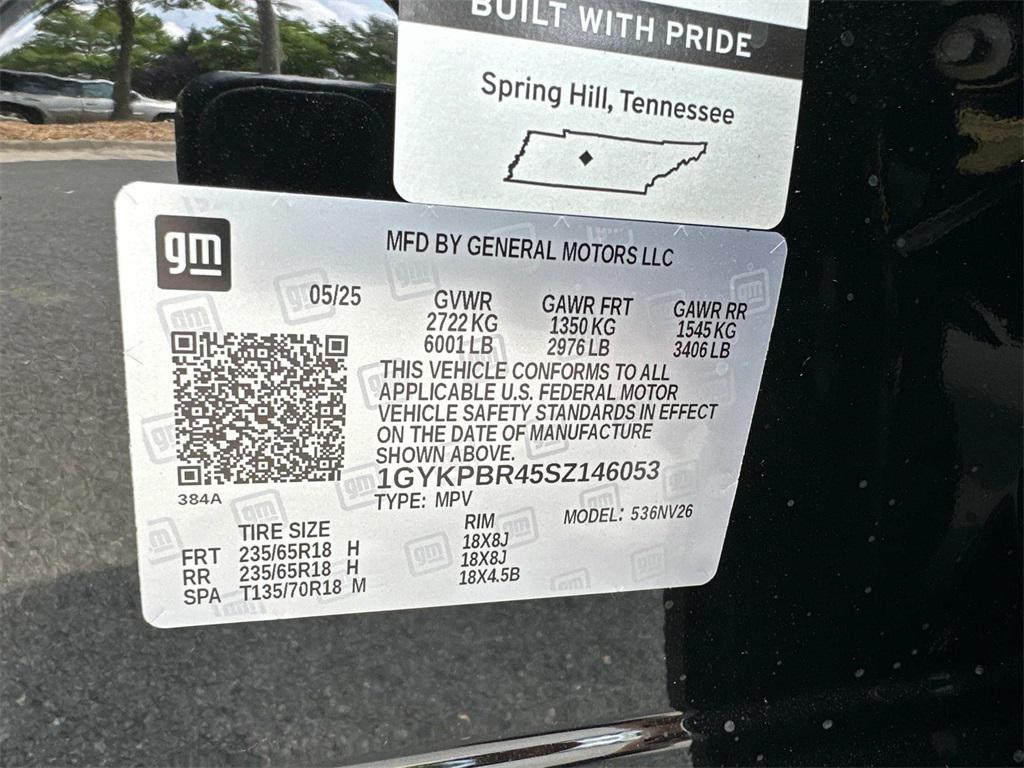 BUILT WITH PRIDE
Spring Hill, Tennessee
gm
MFD BY GENERAL MOTORS LLC
05/25 GVWR GAWR FRT GAWR RR
2722 KG 1350 KG 1545 KG
6001 LB 2976 LB 3406 LB
THIS VEHICLE CONFORMS TO ALL
APPLICABLE U.S. FEDERAL MOTOR
VEHICLE SAFETY STANDARDS IN EFFECT
ON THE DATE OF MANUFACTURE
SHOWN ABOVE.
1GYKPBR45SZ146053
384A
TYPE: MPV MODEL: 536NV26
TIRE SIZE RIM
FRT 235/65R18 H 18X8J
RR 235/65R18 H 18X8J
SPA T135/70R18 M 18X4.5B